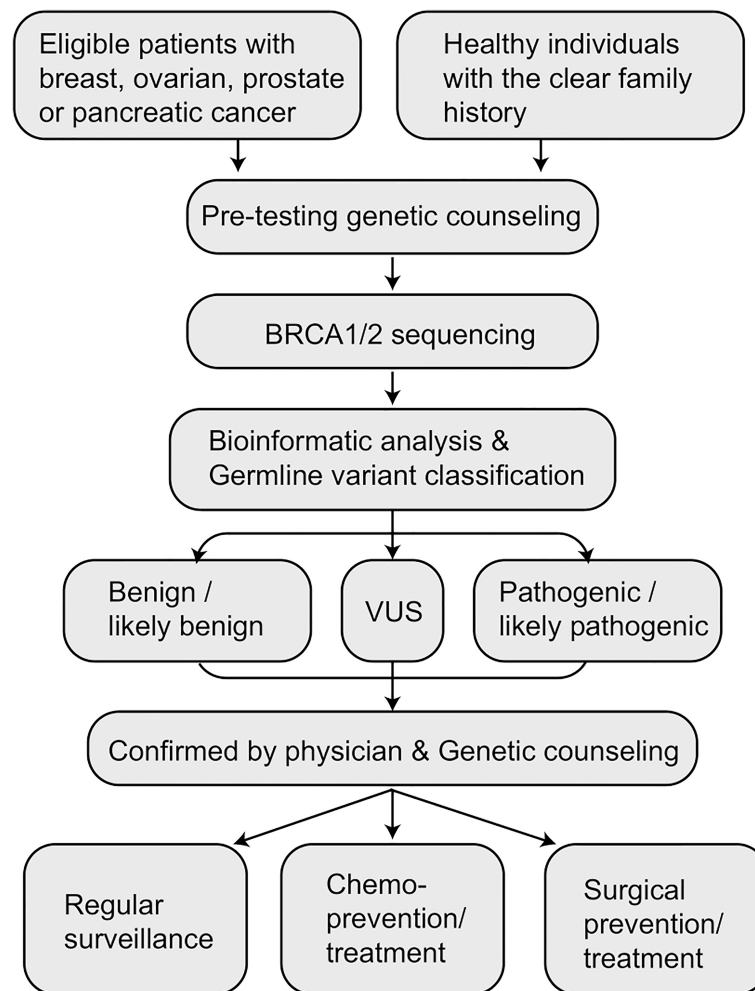 Eligible patients with
breast, ovarian, prostate
or pancreatic cancer
Healthy individuals
with the clear family
history
Pre-testing genetic counseling
BRCA1/2 sequencing
Bioinformatic analysis &
Germline variant classification
Benign /
likely benign
VUS
Pathogenic /
likely pathogenic
Confirmed by physician & Genetic counseling
Regular
surveillance
Chemo-
prevention/
treatment
Surgical
prevention/
treatment